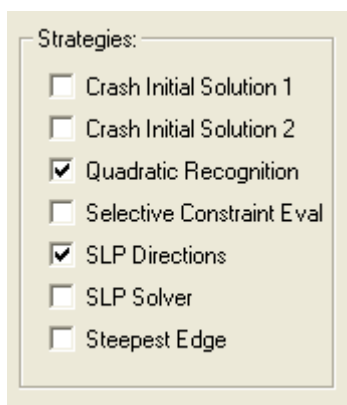 Strategies:
Crash Initial Solution 1
Crash Initial Solution 2
Quadratic Recognition
Selective Constraint Eval
SLP Directions
SLP Solver
Steepest Edge